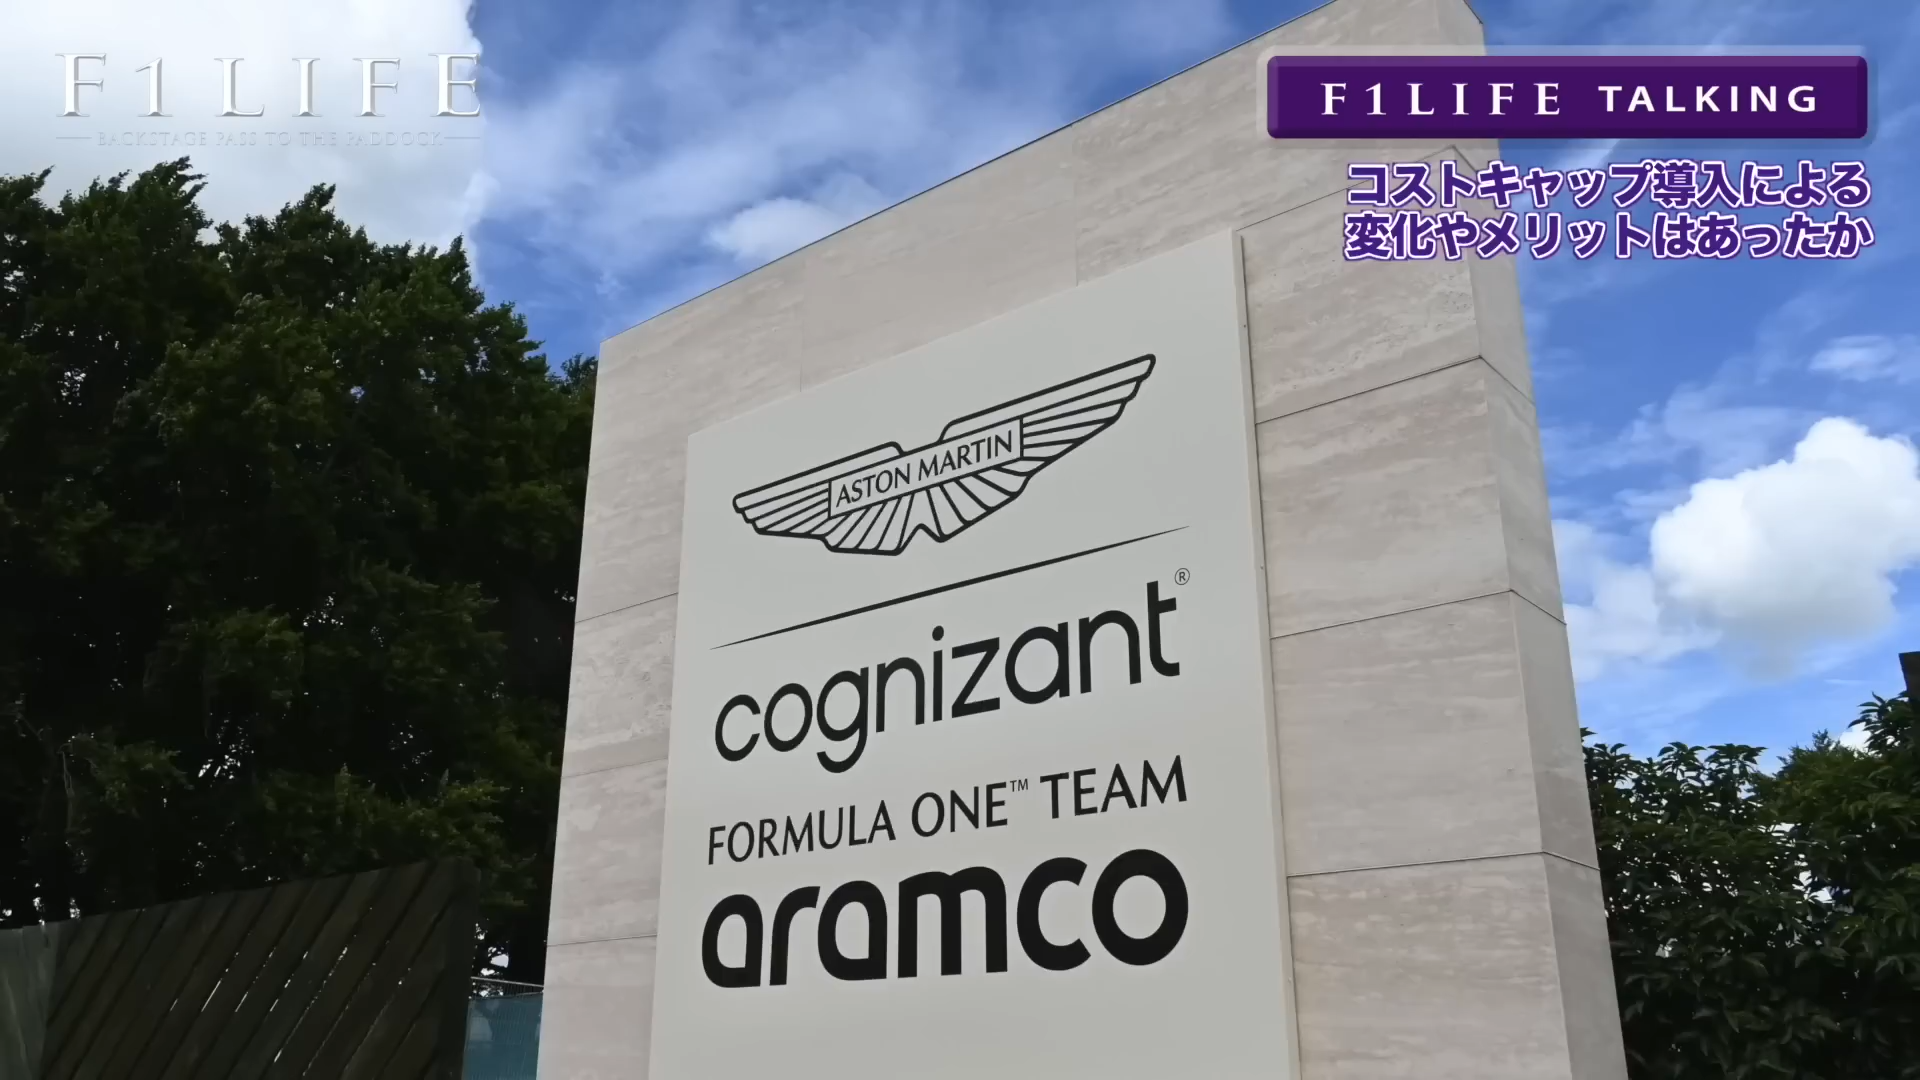 F1LIFE
BACKSTAGE PASS TO THE PADDOCK
F1LIFE TALKING
コストキャップ導入による
変化やメリットはあったか
ASTON MARTIN
cognizant®
FORMULA ONE™ TEAM
aramco